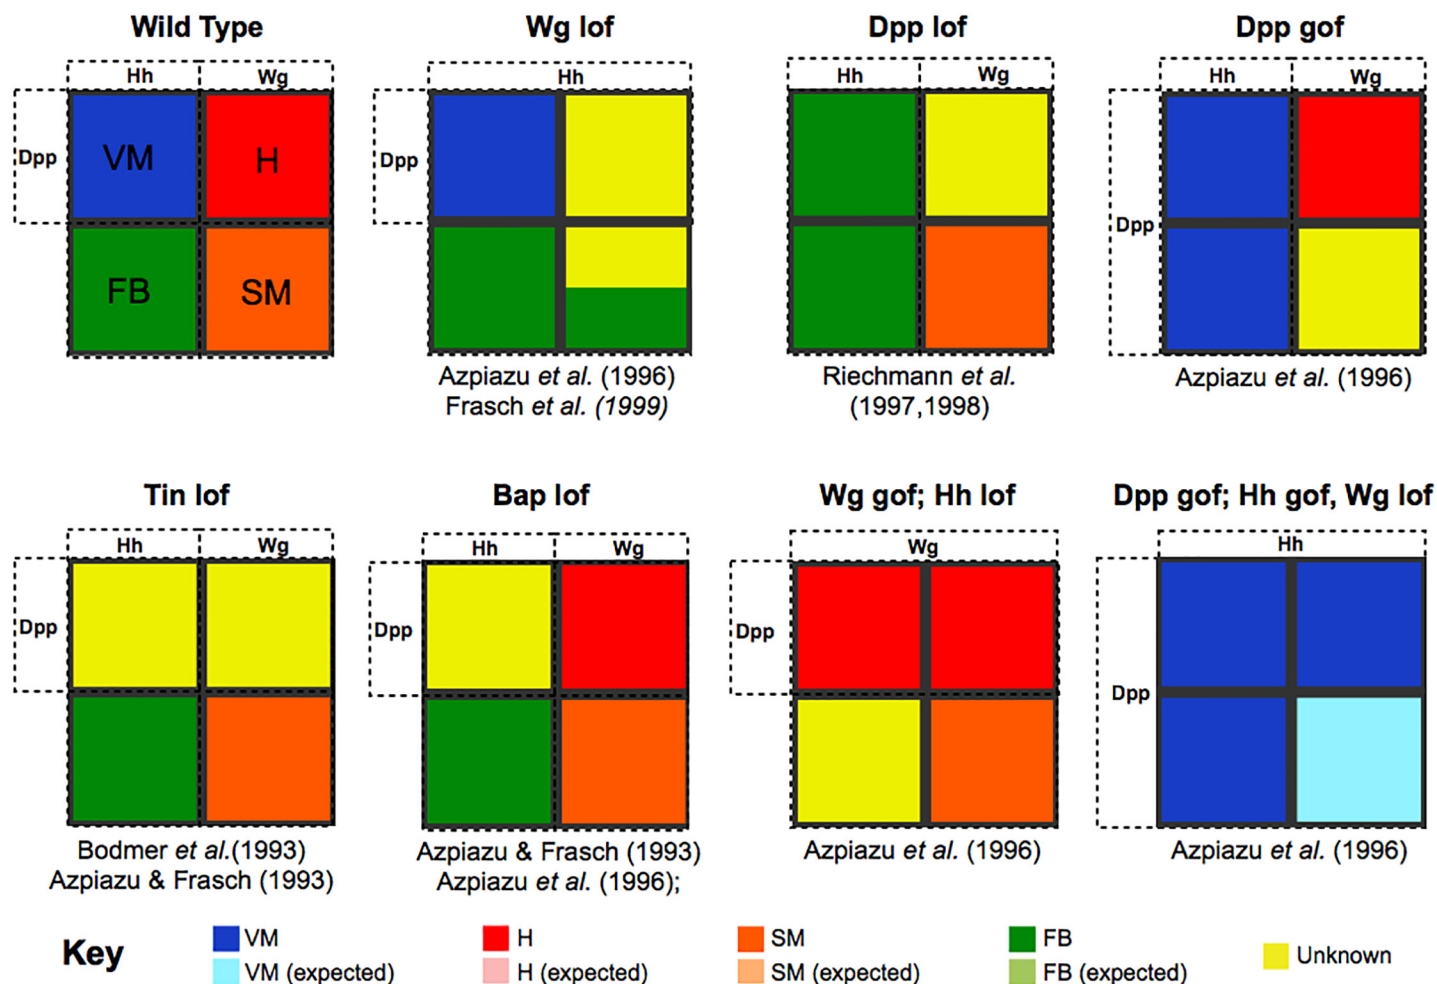 Wild Type
Wg lof
Dpp lof
Dpp gof
Hh Wg
Hh
Hh Wg
Hh Wg
Dpp
VM H
Dpp
Dpp
FB SM
Azpiazu et al. (1996)
Frasch et al. (1999)
Riechmann et al.
(1997,1998)
Azpiazu et al. (1996)
Tin lof
Bap lof
Wg gof; Hh lof
Dpp gof; Hh gof, Wg lof
Hh Wg
Hh Wg
Wg
Hh
Dpp
Dpp
Dpp
Dpp
Bodmer et al.(1993)
Azpiazu & Frasch (1993)
Azpiazu & Frasch (1993)
Azpiazu et al. (1996);
Azpiazu et al. (1996)
Azpiazu et al. (1996)
Key
VM
H
SM
FB
Unknown
VM (expected)
H (expected)
SM (expected)
FB (expected)